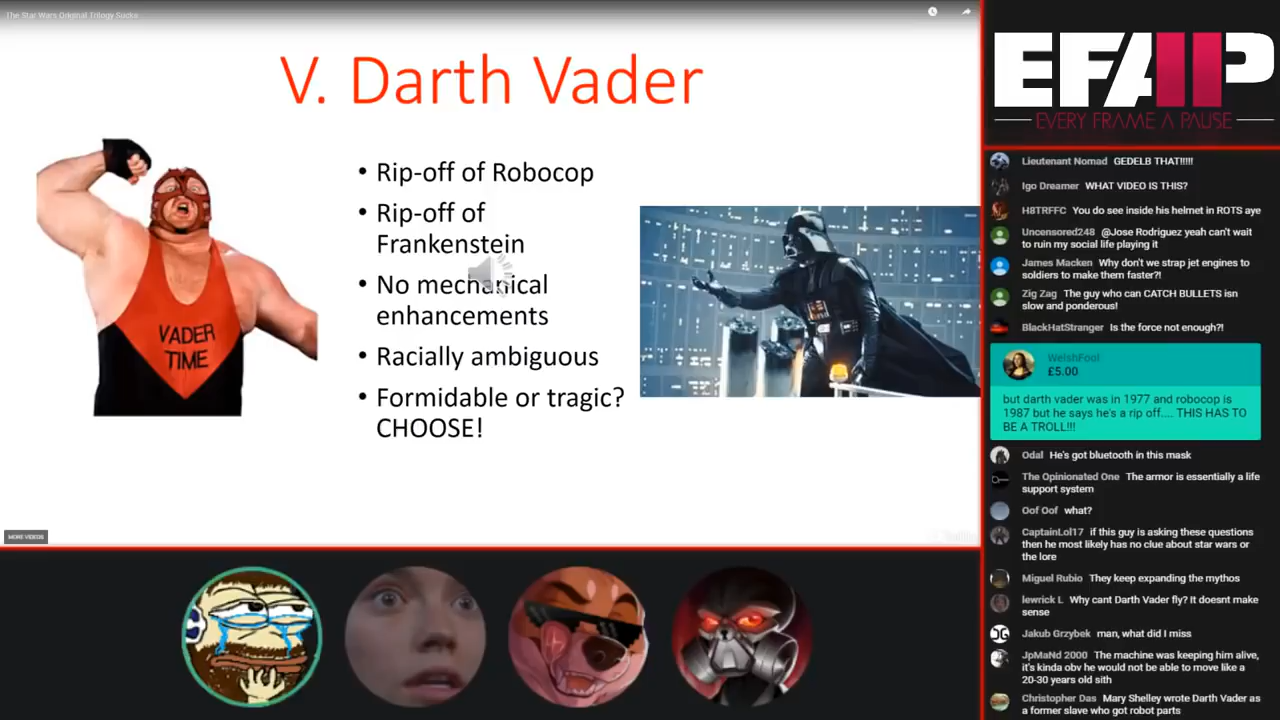 The Star Wars Original Trilogy Sucks
V. Darth Vader
VADER
TIME
• Rip-off of Robocop
• Rip-off of
Frankenstein
• No mechanical
enhancements
• Racially ambiguous
• Formidable or tragic?
CHOOSE!
MORE VIDEOS
EFAP
EVERY FRAME A PAUSE
Lieutenant Nomad GEDELB THAT!!!!!
Igo Dreamer WHAT VIDEO IS THIS?
H8TRFFC You do see inside his helmet in ROTS aye
Uncensored248 @Jose Rodriguez yeah can't wait
to ruin my social life playing it
James Macken Why don't we strap jet engines to
soldiers to make them faster?!
Zig Zag The guy who can CATCH BULLETS isn
slow and ponderous!
BlackHatStranger Is the force not enough?!
WelshFool
£5.00
but darth vader was in 1977 and robocop is
1987 but he says he's a rip off.... THIS HAS TO
BE A TROLL!!!
Odal He's got bluetooth in this mask
The Opinionated One The armor is essentially a life
support system
Oof Oof what?
CaptainLol17 if this guy is asking these questions
then he most likely has no clue about star wars or
the lore
Miguel Rubio They keep expanding the mythos
lewrick L Why cant Darth Vader fly? It doesnt make
sense
Jakub Grzybek man, what did I miss
JpMaNd 2000 The machine was keeping him alive,
it's kinda obv he would not be able to move like a
20-30 years old sith
Christopher Das Mary Shelley wrote Darth Vader as
a former slave who got robot parts